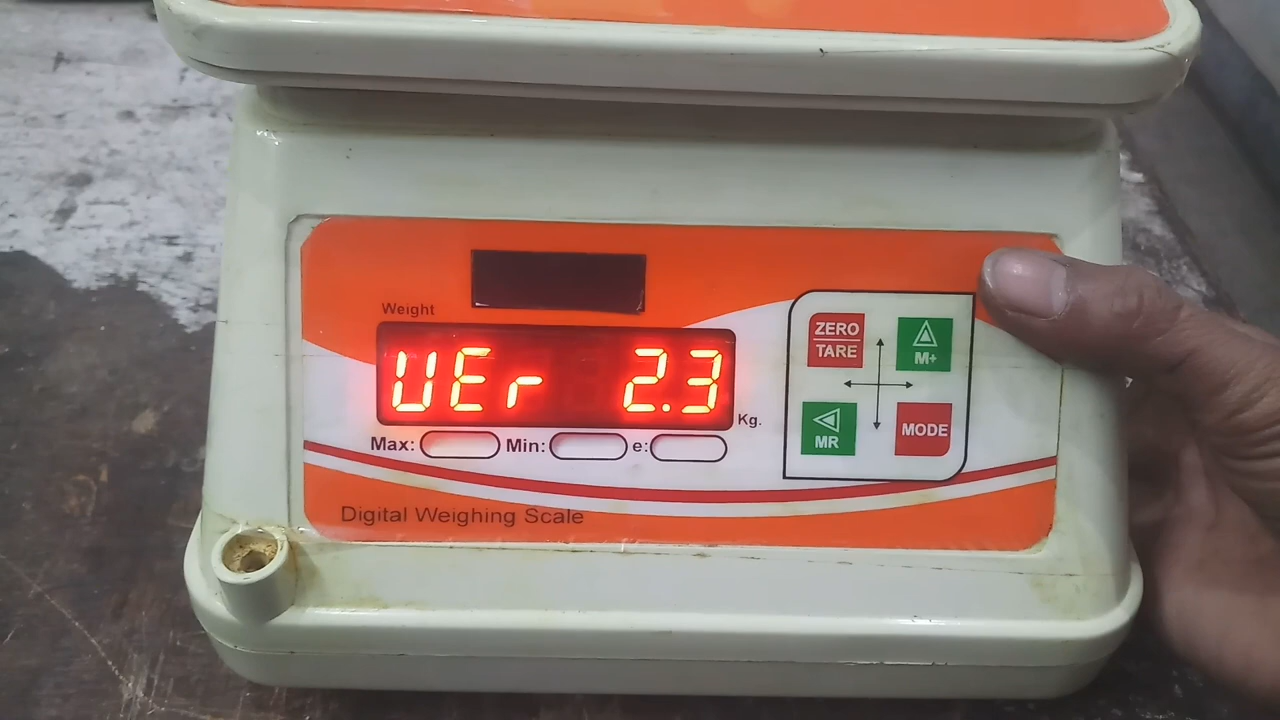 Weight
UEr 2.3
Kg.
Max: Min: e:
Digital Weighing Scale
ZERO
TARE
M+
MR
MODE